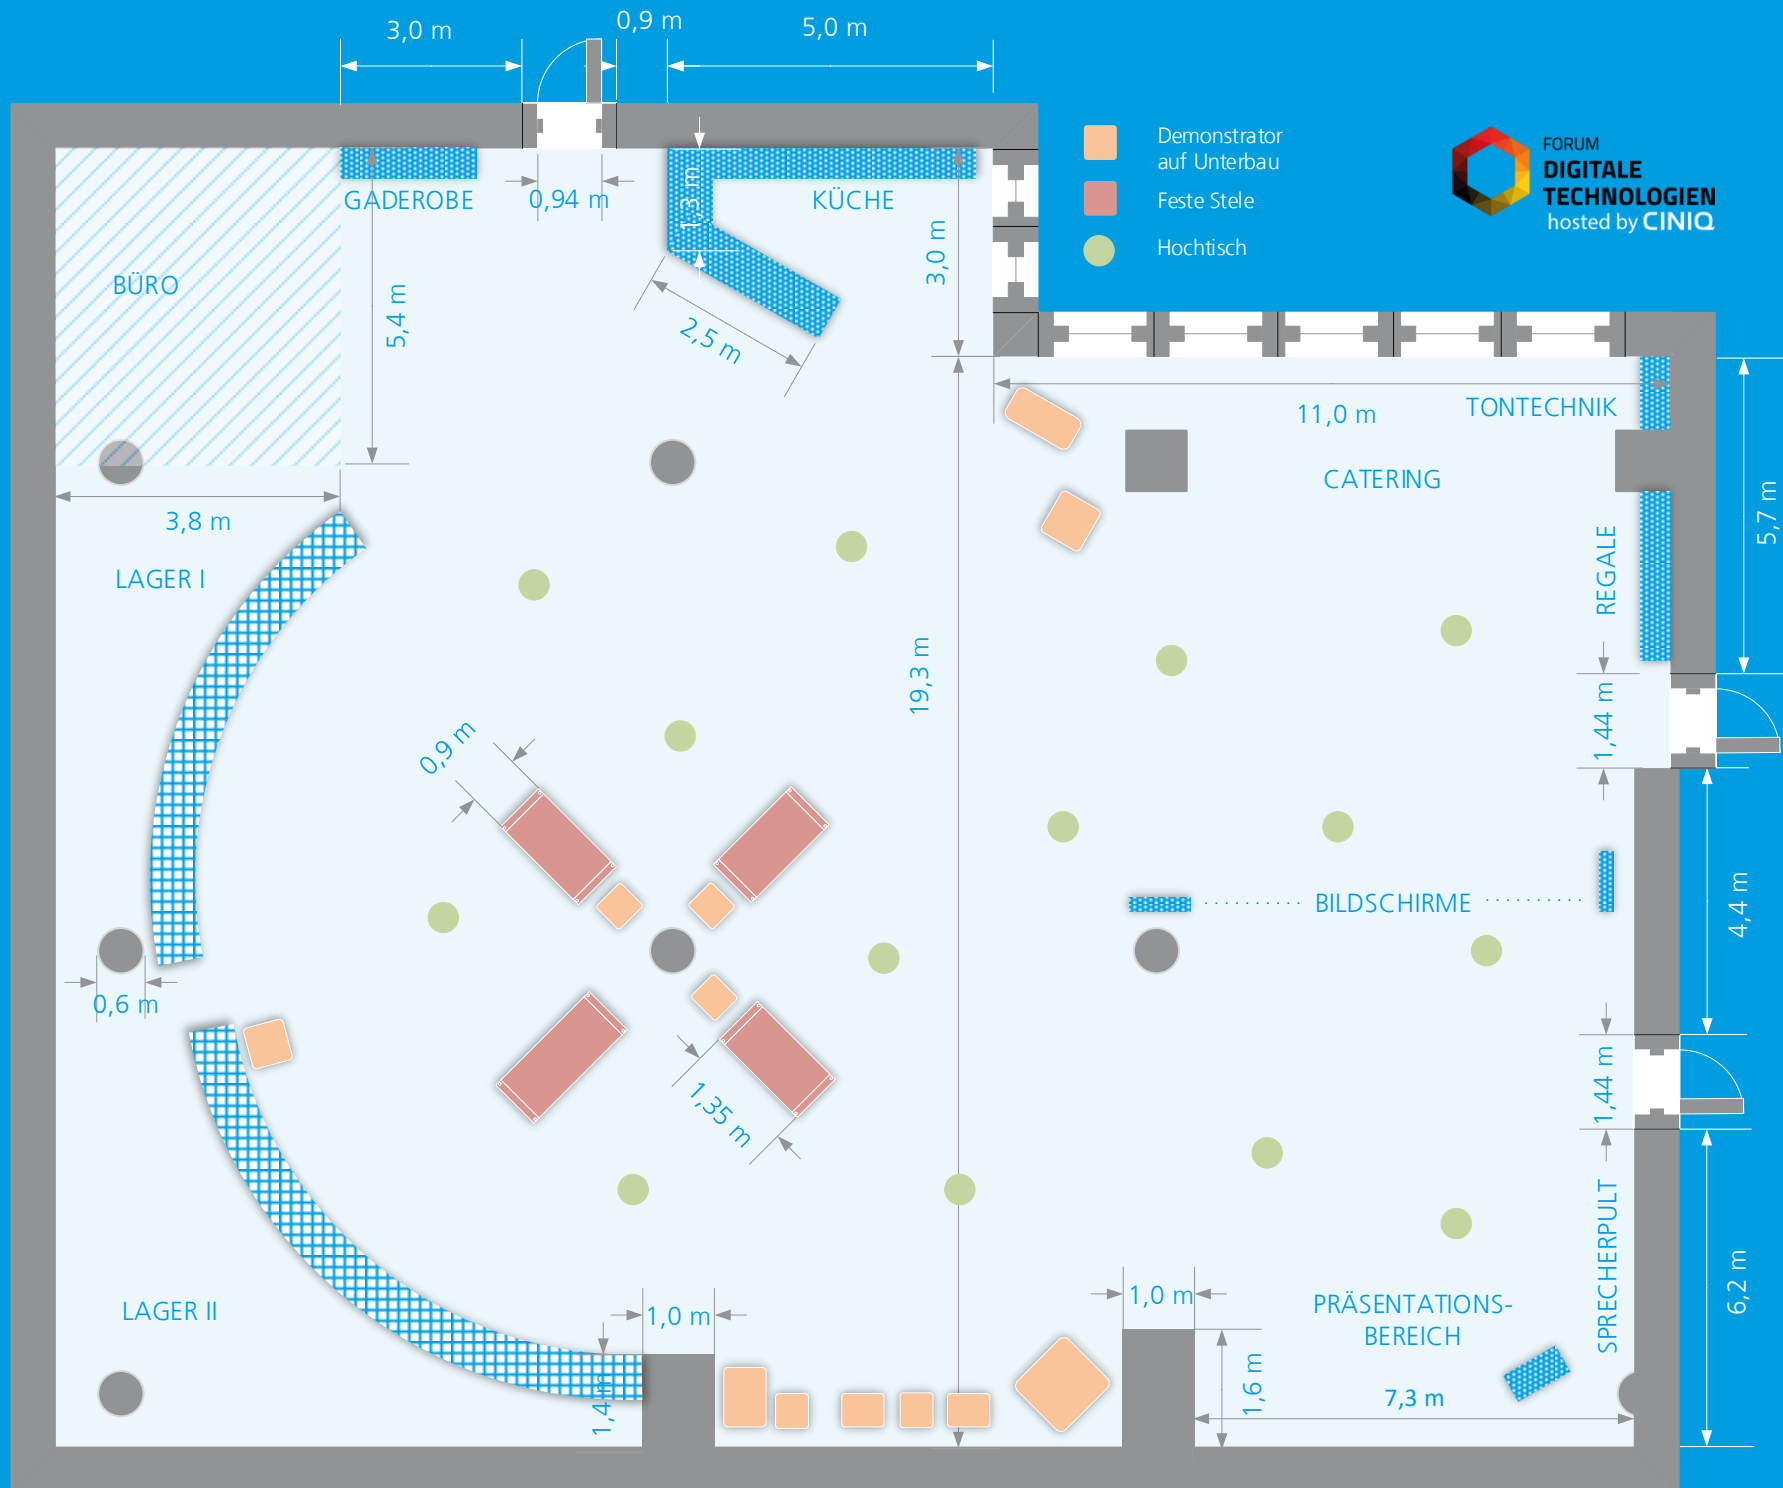 3,0 m
0,9 m
5,0 m
Demonstrator
auf Unterbau
Feste Stele
Hochtisch
FORUM
DIGITALE
TECHNOLOGIEN
hosted by CINIQ
GADEROBE
0,94 m
1,3 m
KÜCHE
3,0 m
BÜRO
5,4 m
2,5 m
11,0 m
TONTECHNIK
CATERING
3,8 m
5,7 m
LAGER I
REGALE
19,3 m
1,44 m
0,9 m
BILDSCHIRME
4,4 m
0,6 m
1,35 m
1,44 m
SPRECHERPULT
LAGER II
1,0 m
1,0 m
PRÄSENTATIONS-
BEREICH
6,2 m
1,4 m
1,6 m
7,3 m